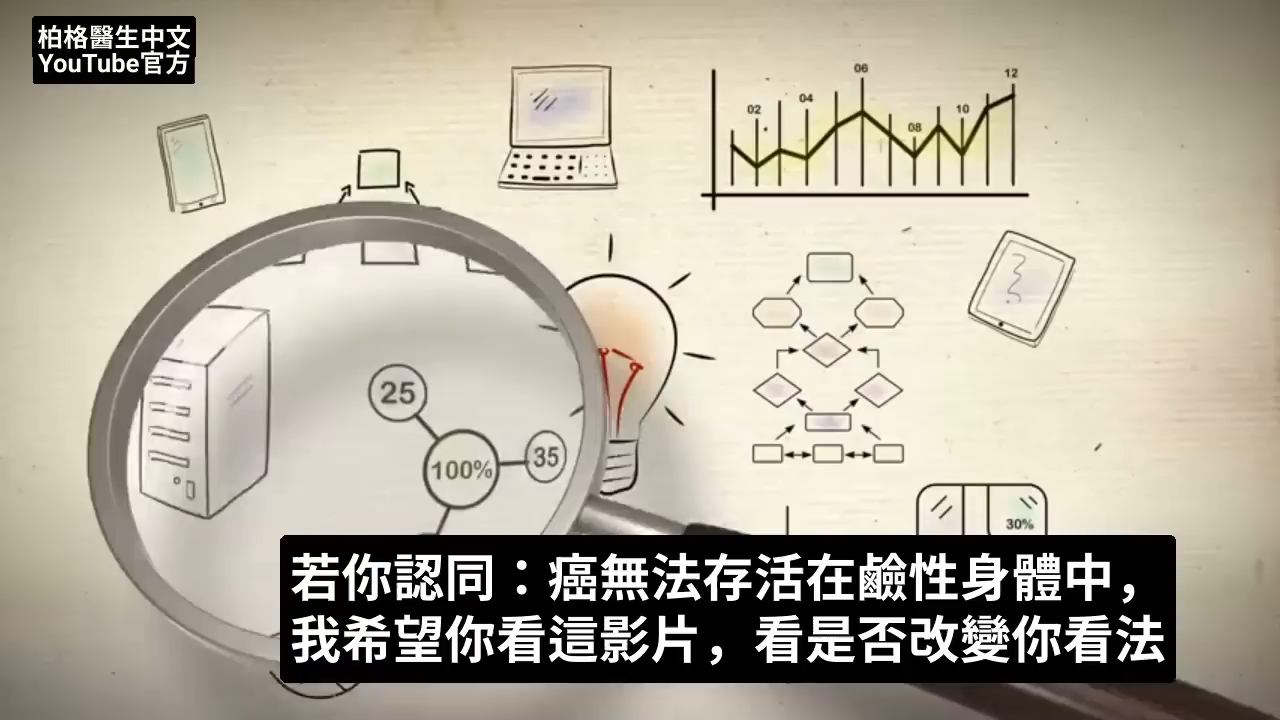 柏格醫生中文
YouTube官方
02
04
06
08
10
12
25
100%
35
30%
若你認同：癌無法存活在鹼性身體中，
我希望你看這影片，看是否改變你看法